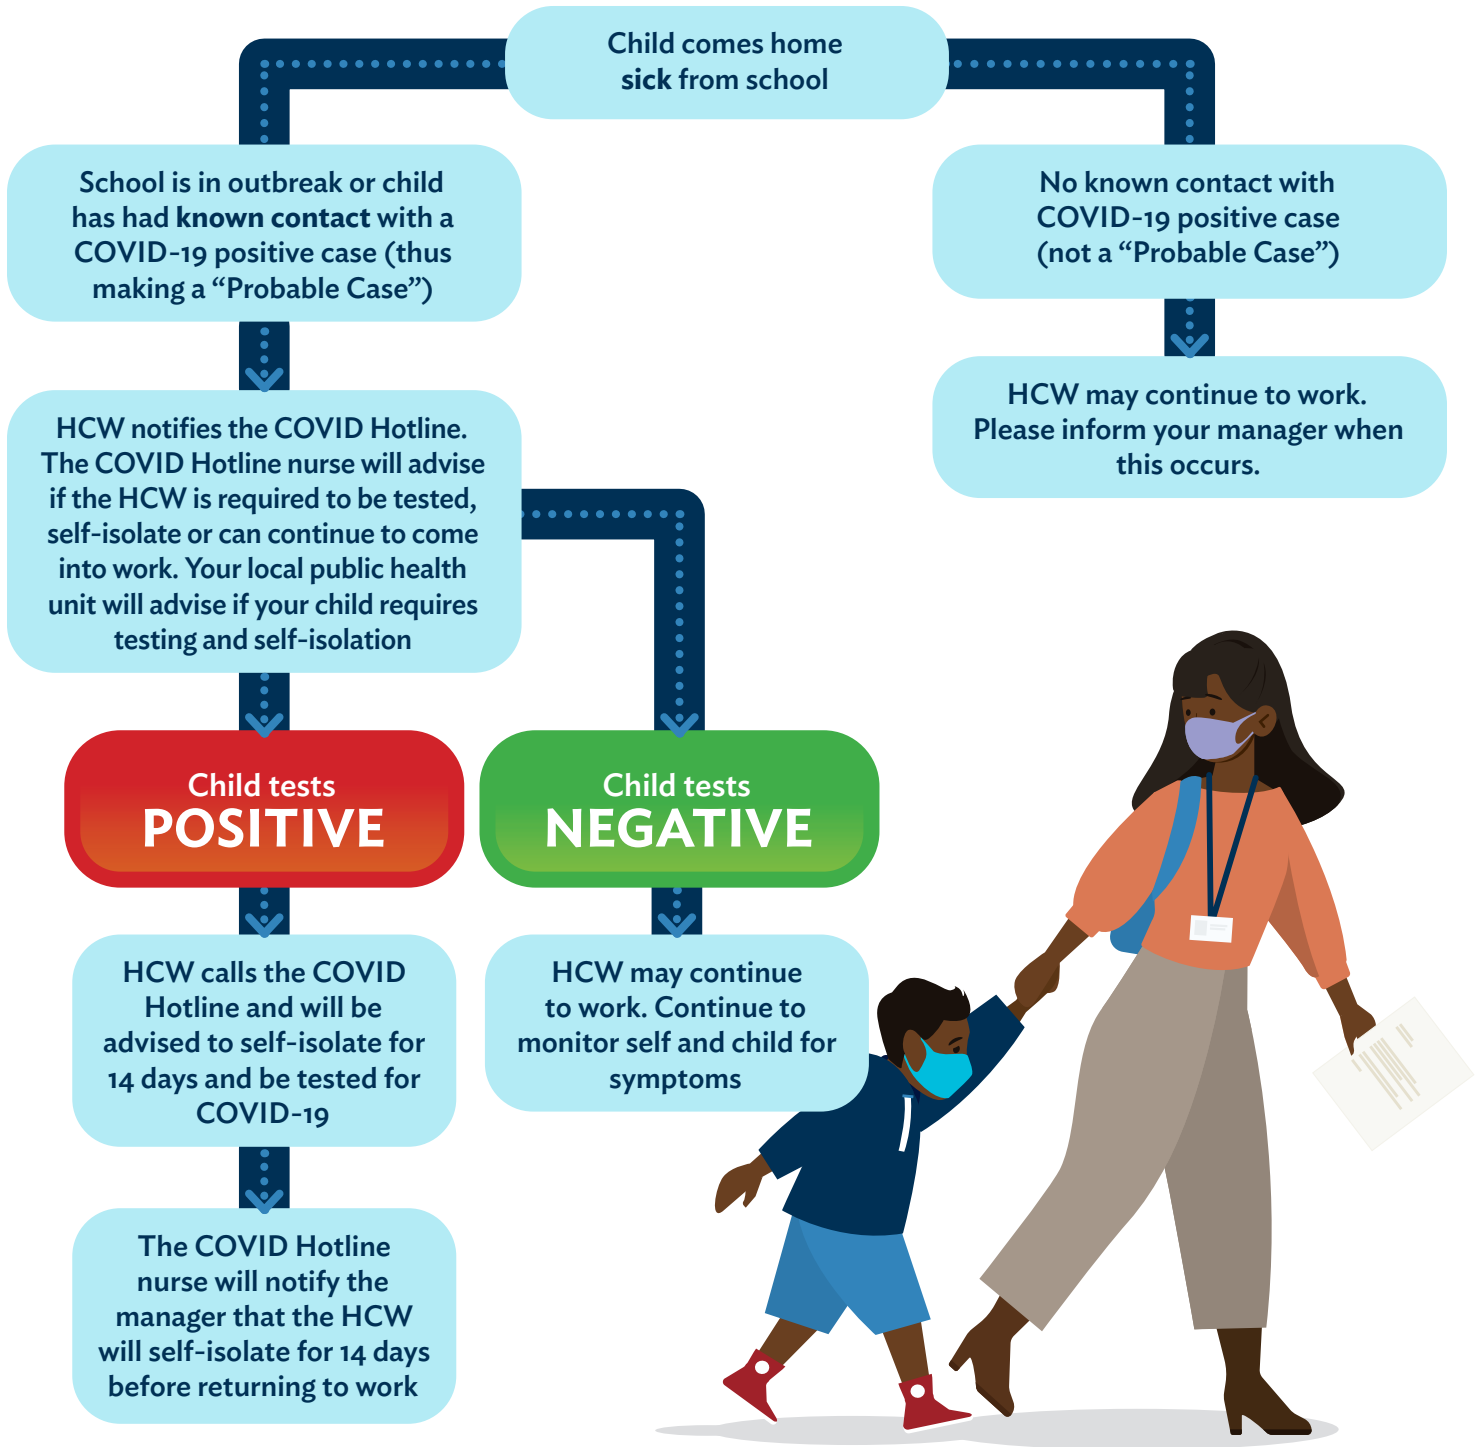 Child comes home
sick from school
School is in outbreak or child
has had known contact with a
COVID-19 positive case (thus
making a “Probable Case”)
No known contact with
COVID-19 positive case
(not a “Probable Case”)
HCW may continue to work.
Please inform your manager when
this occurs.
HCW notifies the COVID Hotline.
The COVID Hotline nurse will advise
if the HCW is required to be tested,
self-isolate or can continue to come
into work. Your local public health
unit will advise if your child requires
testing and self-isolation
Child tests
POSITIVE
Child tests
NEGATIVE
HCW calls the COVID
Hotline and will be
advised to self-isolate for
14 days and be tested for
COVID-19
HCW may continue
to work. Continue to
monitor self and child for
symptoms
The COVID Hotline
nurse will notify the
manager that the HCW
will self-isolate for 14 days
before returning to work